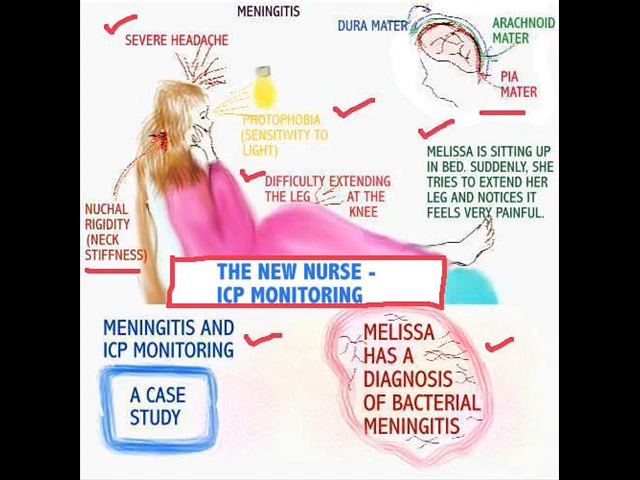 MENINGITIS
DURA MATER
ARACHNOID
MATER
PIA
MATER
SEVERE HEADACHE
PHOTOPHOBIA
(SENSITIVITY TO
LIGHT)
MELISSA IS SITTING UP
IN BED. SUDDENLY, SHE
TRIES TO EXTEND HER
LEG AND NOTICES IT
FEELS VERY PAINFUL.
DIFFICULTY EXTENDING
THE LEG AT THE
KNEE
NUCHAL
RIGIDITY
(NECK
STIFFNESS)
THE NEW NURSE -
ICP MONITORING
MENINGITIS AND
ICP MONITORING
A CASE
STUDY
MELISSA
HAS A
DIAGNOSIS
OF BACTERIAL
MENINGITIS